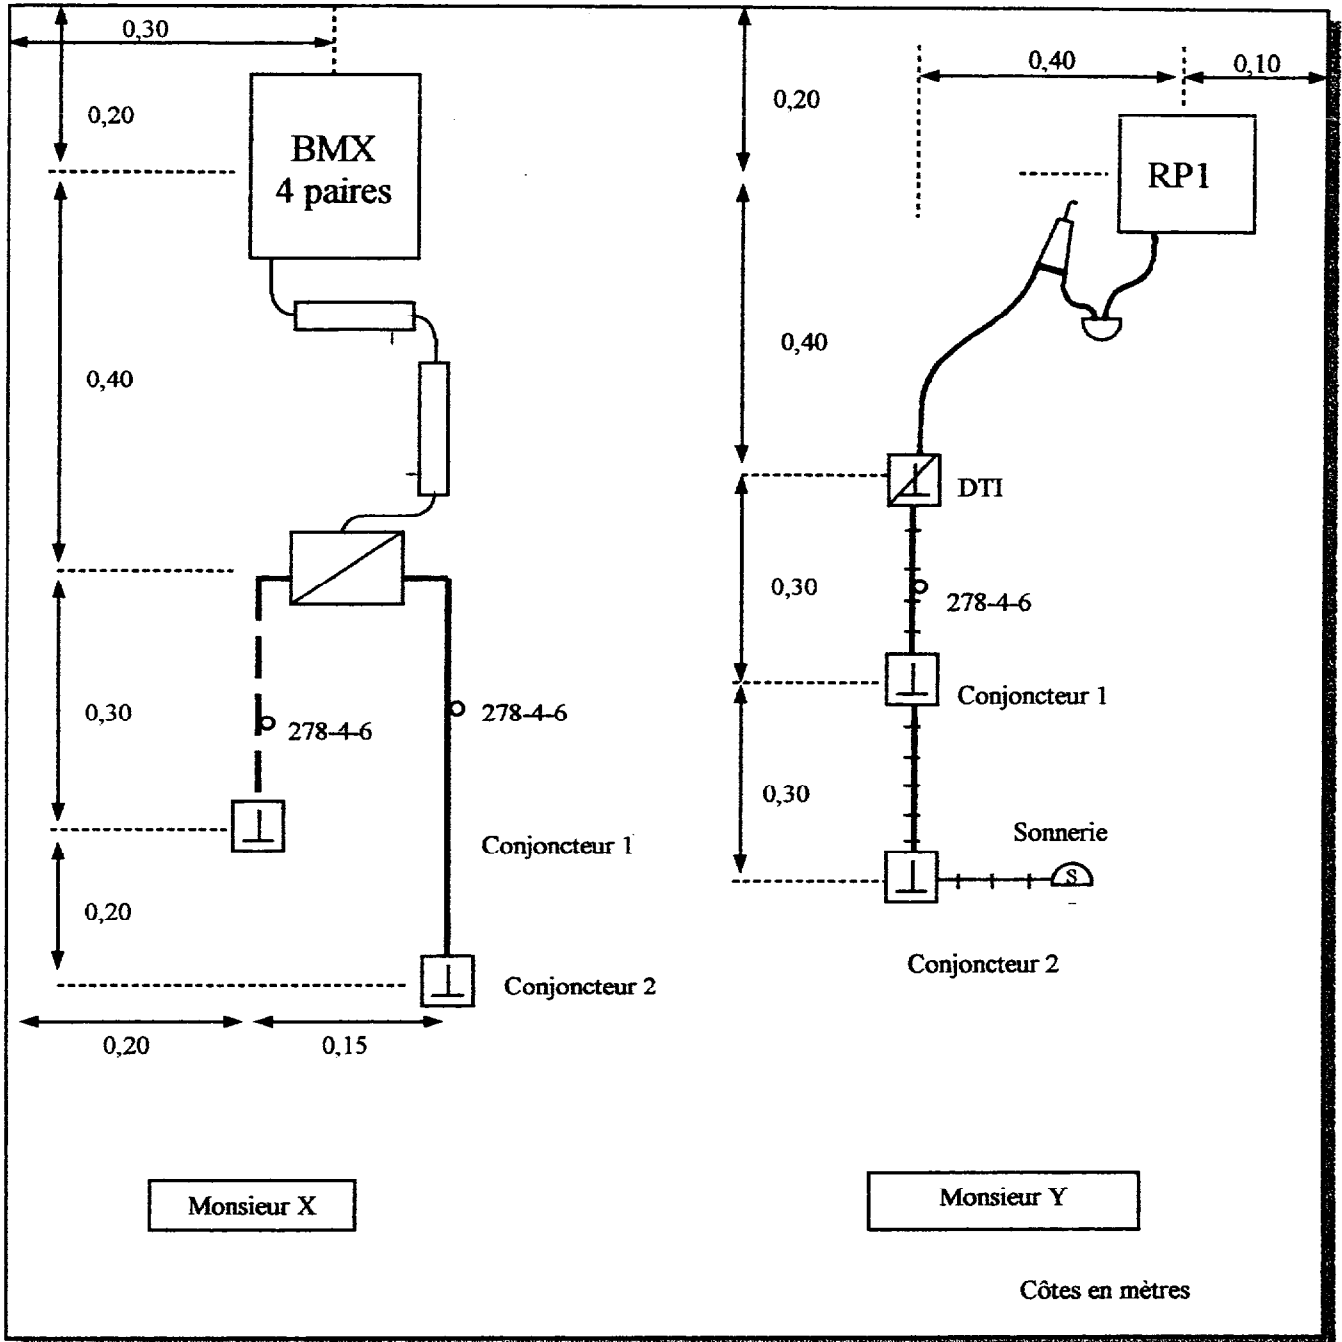 0,30
0,20
BMX
4 paires
0,40
0,30
278-4-6
278-4-6
Conjoncteur 1
0,20
Conjoncteur 2
0,20
0,15
Monsieur X
0,40
0,10
0,20
RP1
0,40
DTI
0,30
278-4-6
Conjoncteur 1
0,30
Sonnerie
S
Conjoncteur 2
Monsieur Y
Côtes en mètres